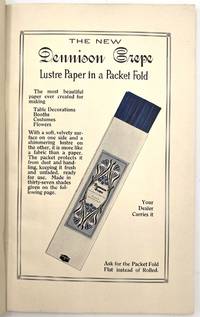 THE NEW
Dennison Crepe
Lustre Paper in a Packet Fold
The most beautiful
paper ever created for
making
Table Decorations
Booths
Costumes
Flowers
With a soft, velvety sur-
face on one side and a
shimmering lustre on
the other, it is more like
a fabric than a paper.
The packet protects it
from dust and hand-
ling, keeping it fresh
and unfaded, ready
for use. Made in
thirty-seven shades
given on the fol-
lowing page.
Your
Dealer
Carries it
Ask for the Packet Fold
Flat instead of Rolled.